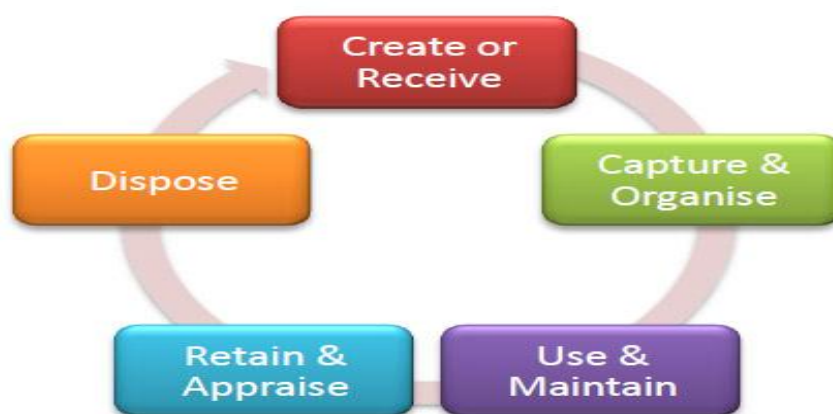 Create or
Receive
Capture &
Organise
Use &
Maintain
Retain &
Appraise
Dispose